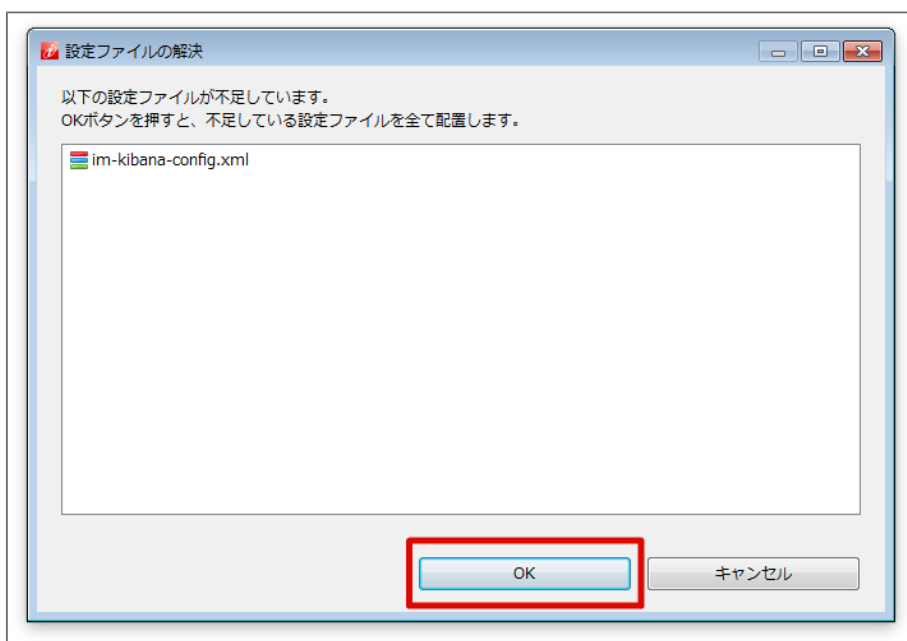 設定ファイルの解決
以下の設定ファイルが不足しています。
OKボタンを押すと、不足している設定ファイルを全て配置します。
im-kibana-config.xml
OK
キャンセル